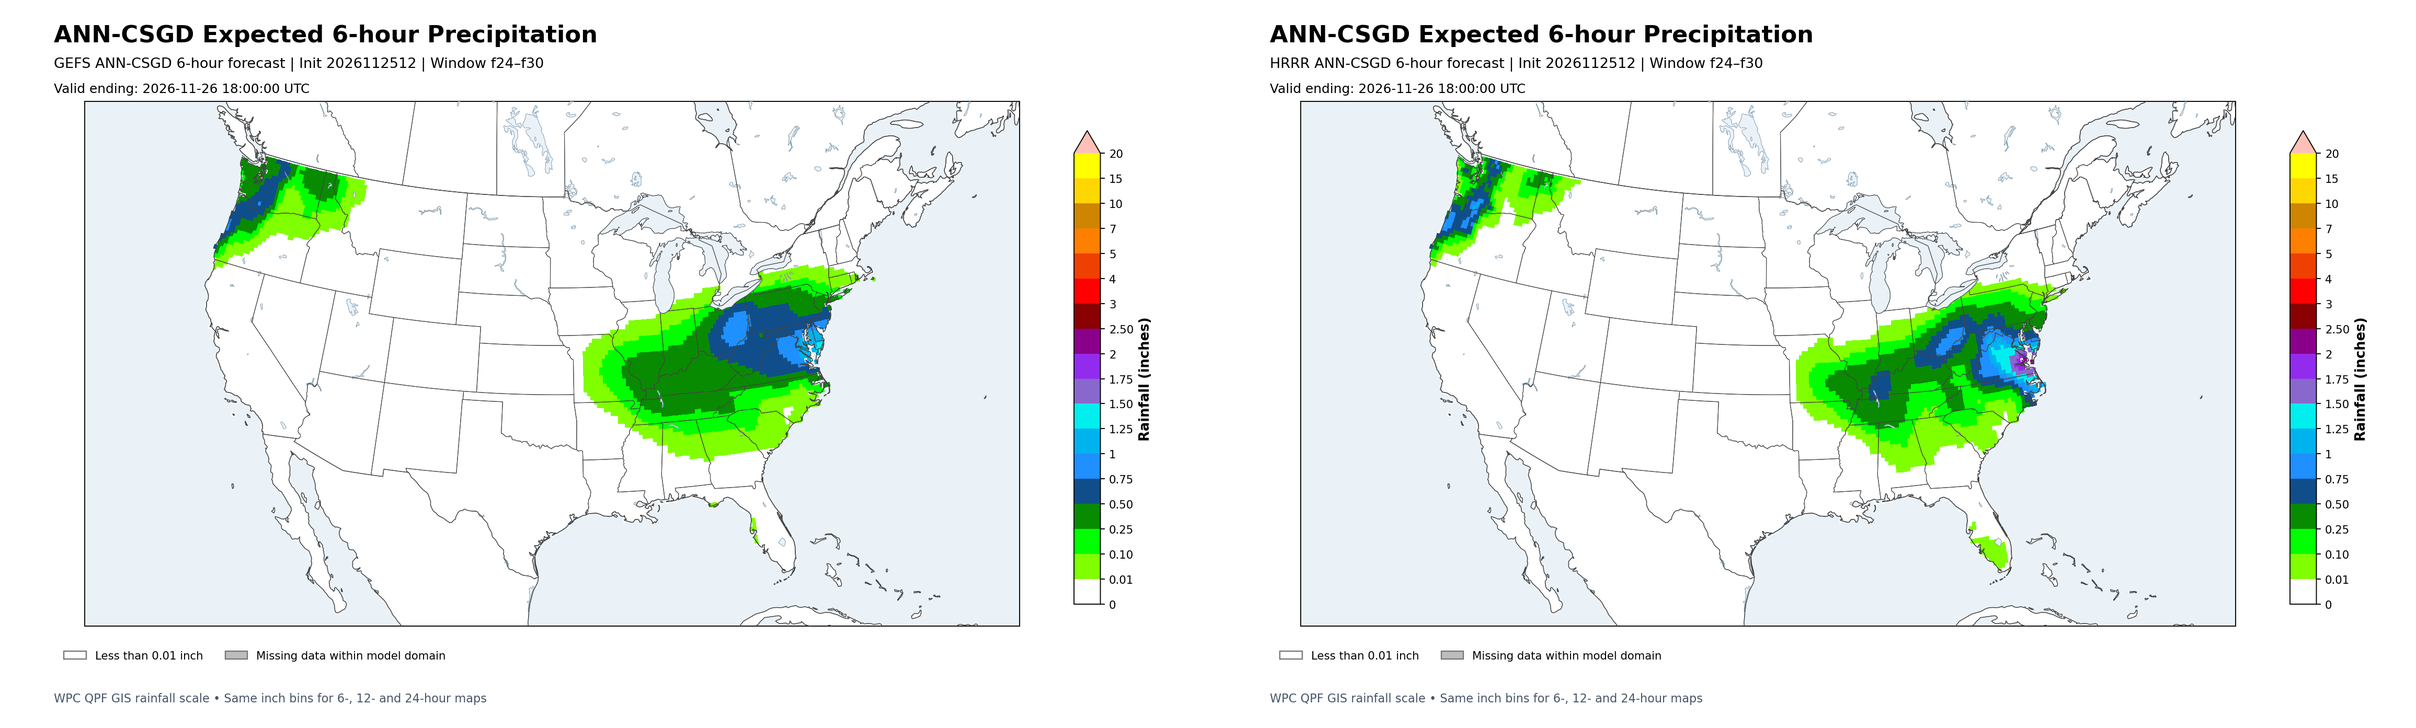 ANN-CSGD Expected 6-hour Precipitation
GEFS ANN-CSGD 6-hour forecast | Init 2026112512 | Window f24–f30
Valid ending: 2026-11-26 18:00:00 UTC
20
15
10
7
5
4
3
2.50
2
1.75
1.50
1.25
1
0.75
0.50
0.25
0.10
0.01
0
Rainfall (inches)
Less than 0.01 inch
Missing data within model domain
WPC QPF GIS rainfall scale • Same inch bins for 6-, 12- and 24-hour maps
ANN-CSGD Expected 6-hour Precipitation
HRRR ANN-CSGD 6-hour forecast | Init 2026112512 | Window f24–f30
Valid ending: 2026-11-26 18:00:00 UTC
20
15
10
7
5
4
3
2.50
2
1.75
1.50
1.25
1
0.75
0.50
0.25
0.10
0.01
0
Rainfall (inches)
Less than 0.01 inch
Missing data within model domain
WPC QPF GIS rainfall scale • Same inch bins for 6-, 12- and 24-hour maps